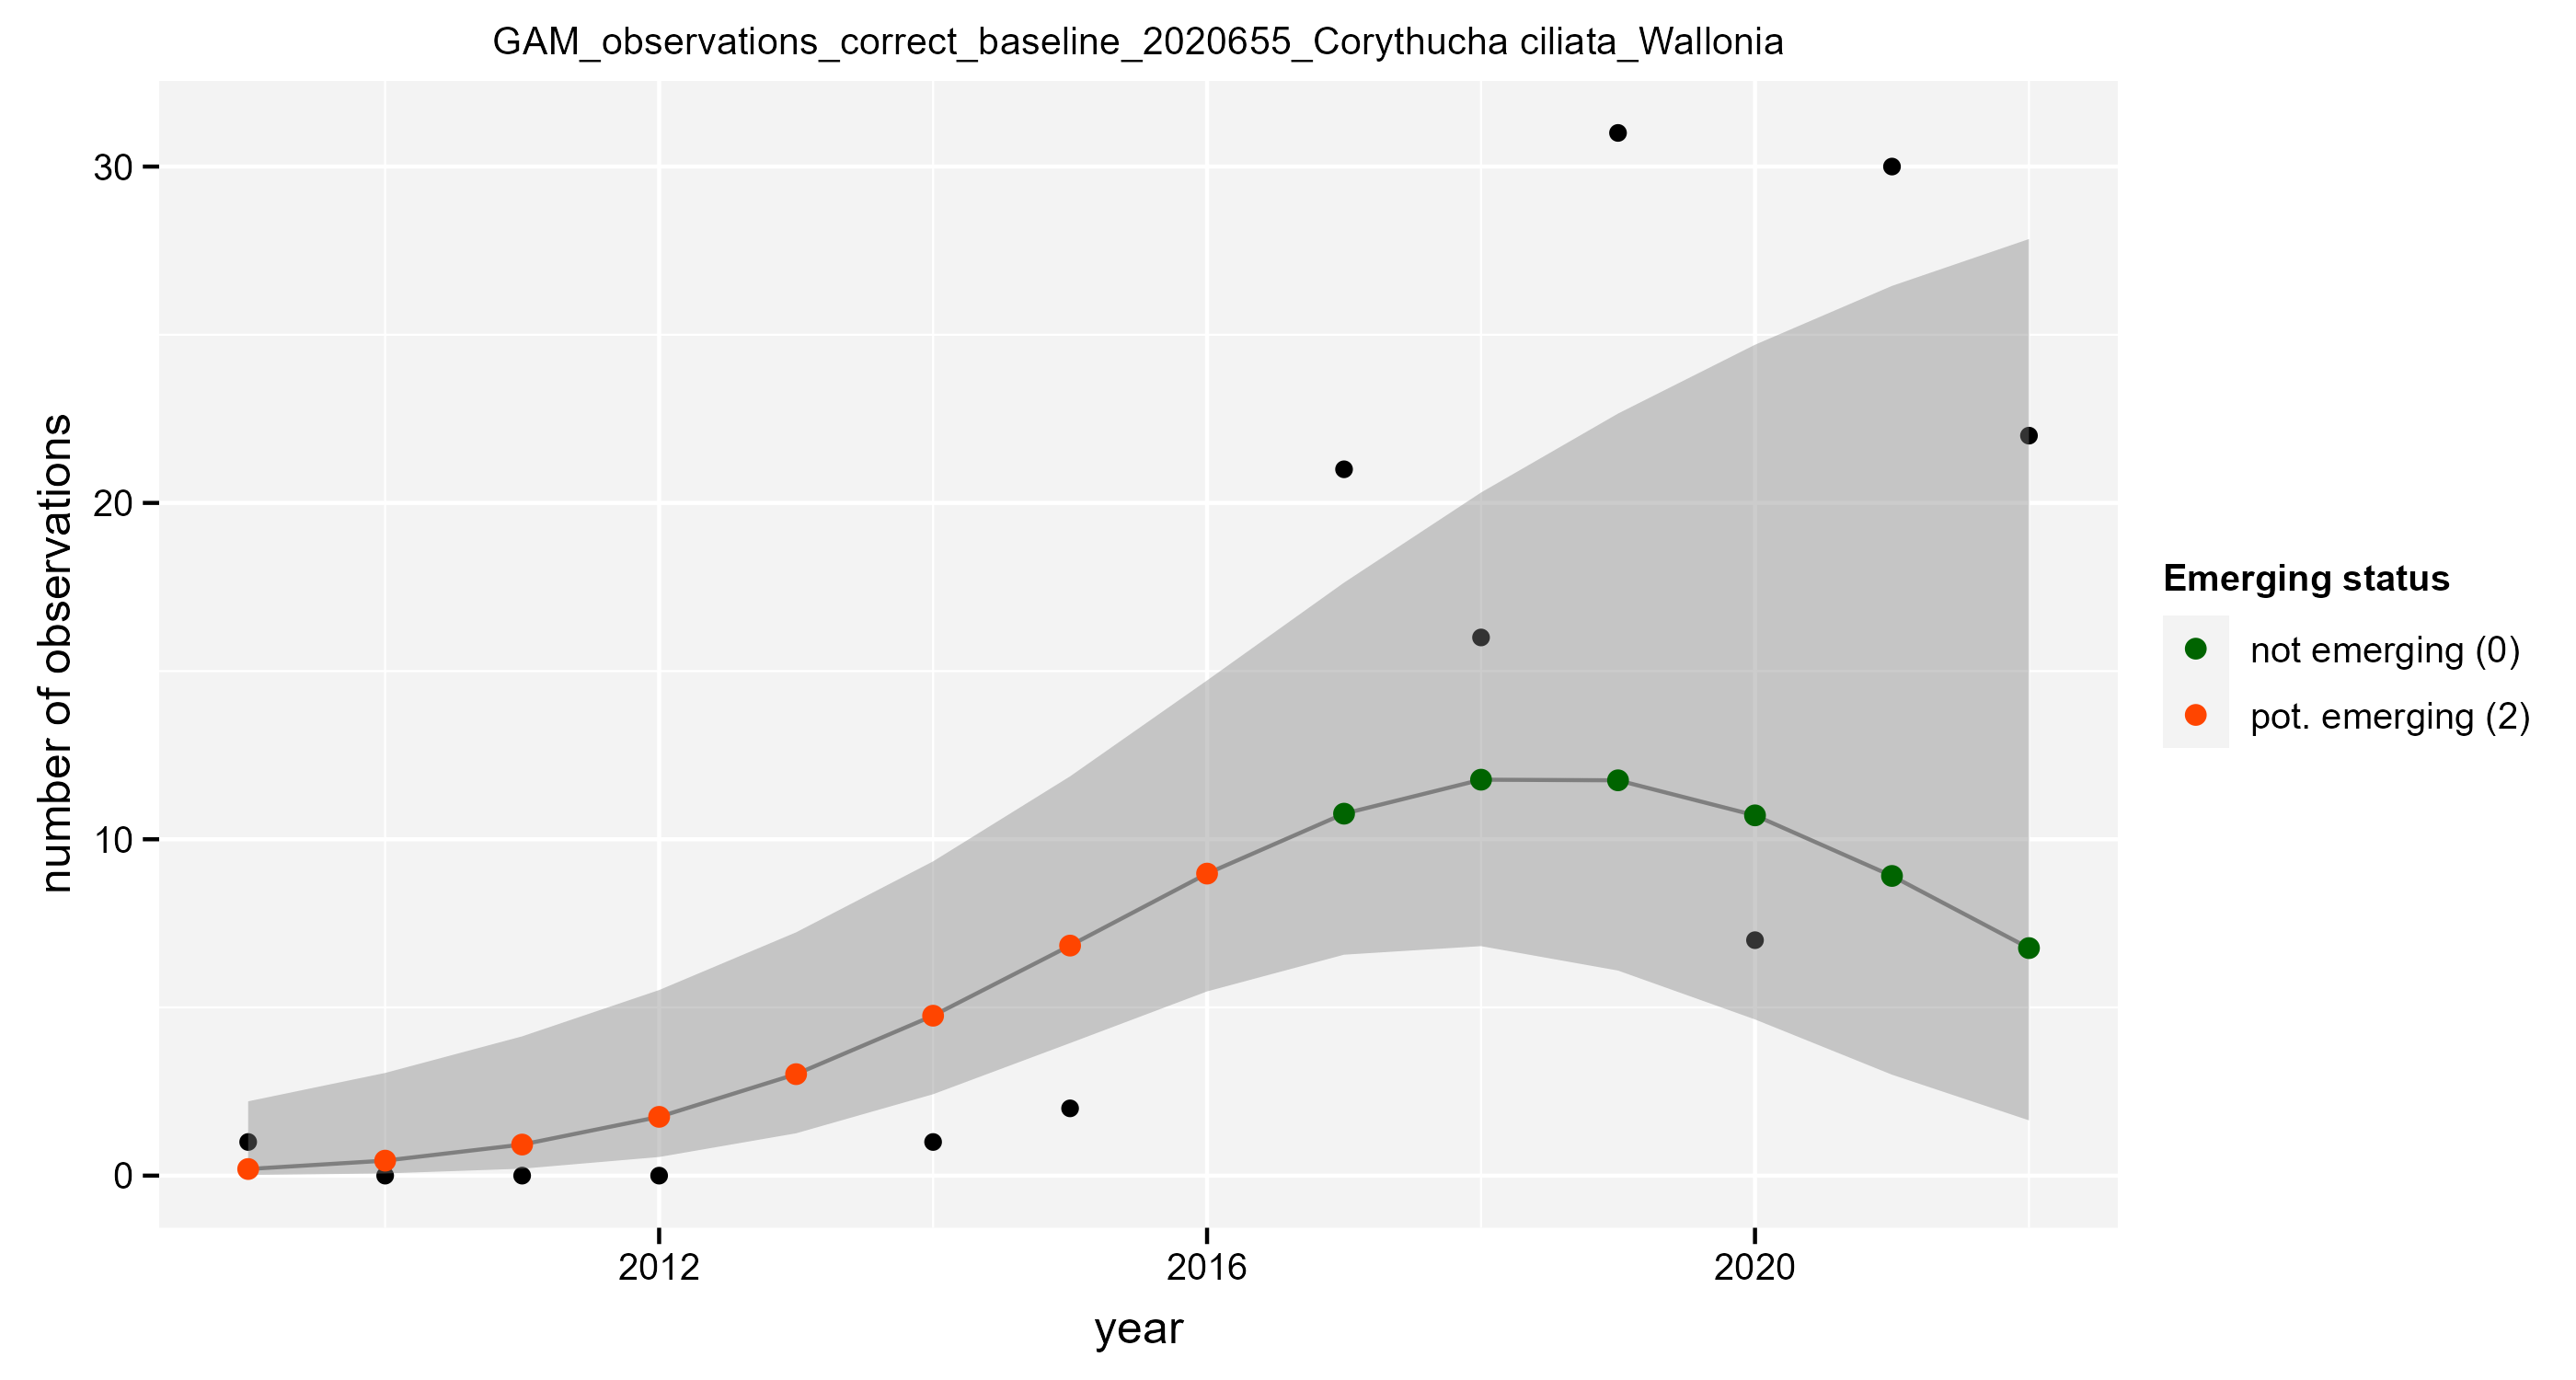 GAM_observations_correct_baseline_2020655_Corythucha ciliata_Wallonia
number of observations
30
20
10
0
2012
2016
2020
year
Emerging status
not emerging (0)
pot. emerging (2)